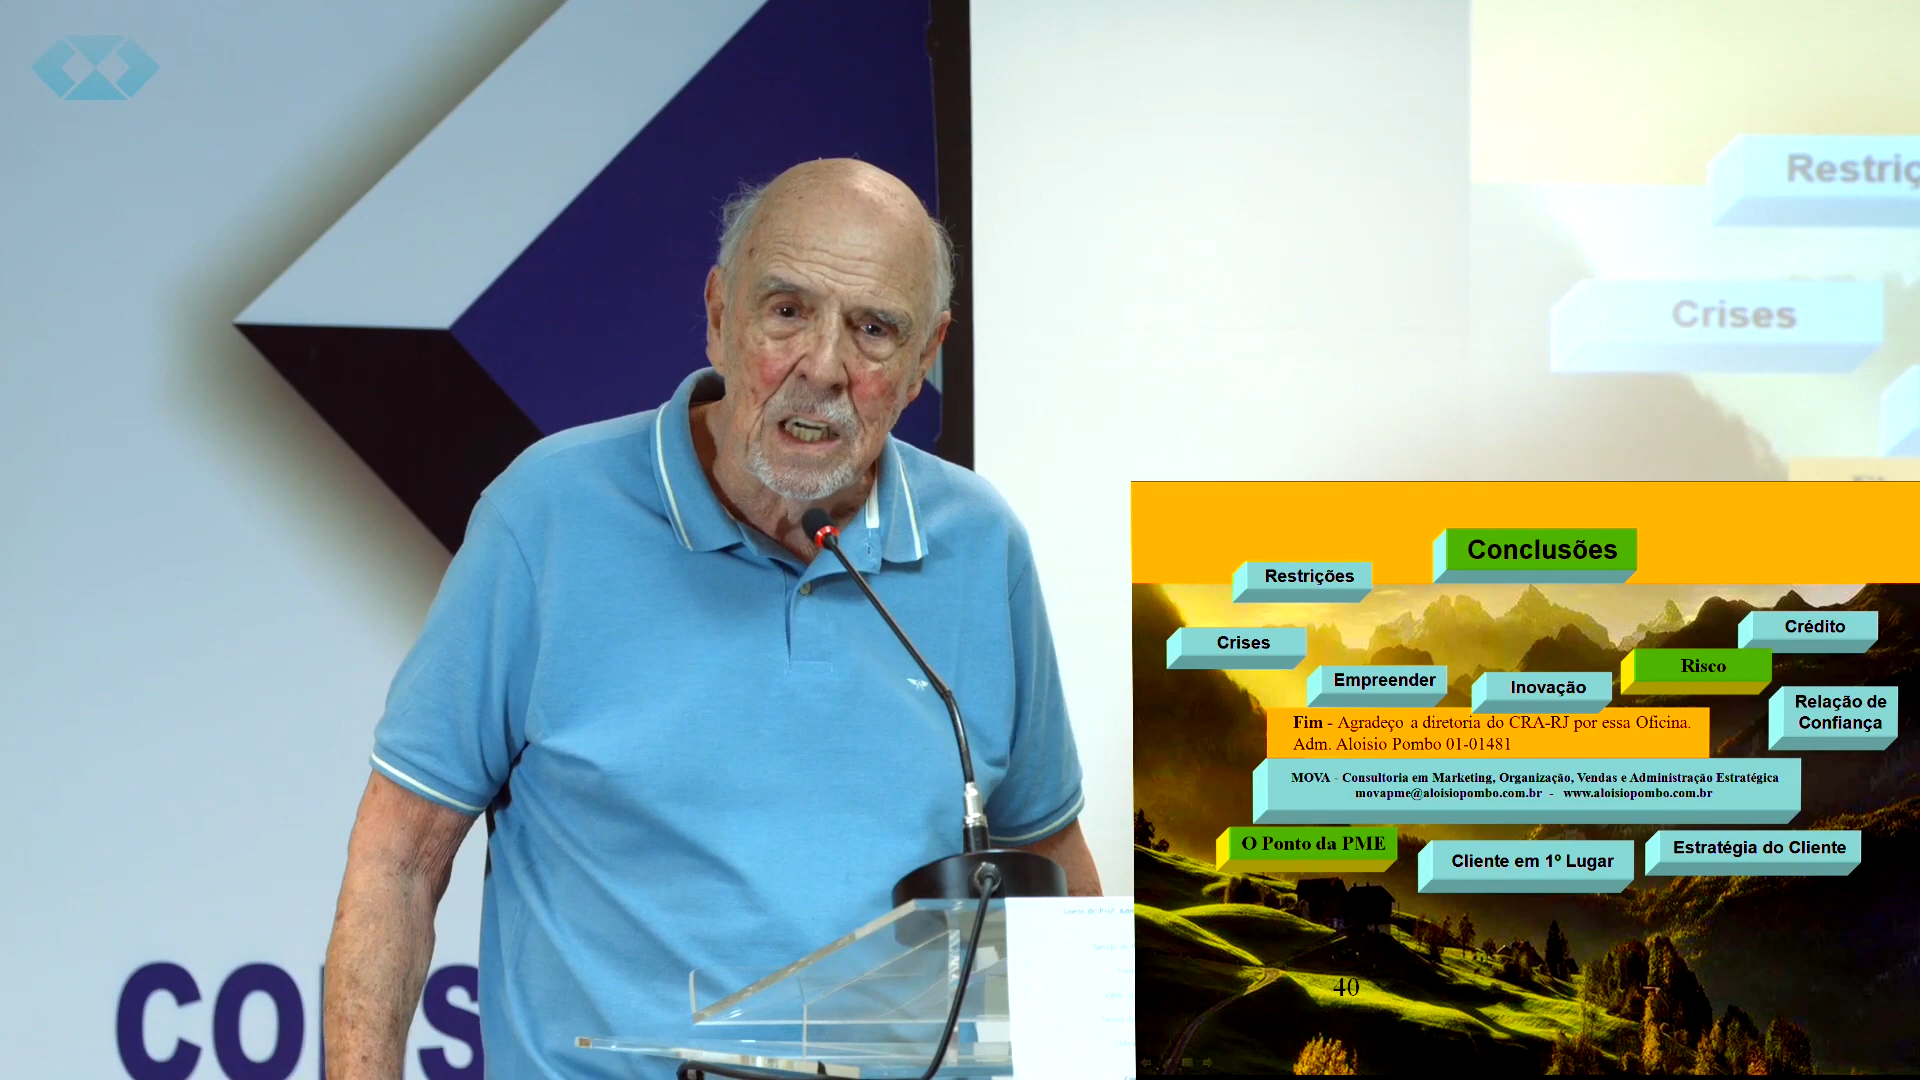 Restriç
Crises
Conclusões
Restrições
Crédito
Crises
Risco
Empreender
Inovação
Relação de
Confiança
Fim - Agradeço a diretoria do CRA-RJ por essa Oficina.
Adm. Aloisio Pombo 01-01481
MOVA - Consultoria em Marketing, Organização, Vendas e Administração Estratégica
movapme@aloisiopombo.com.br - www.aloisiopombo.com.br
O Ponto da PME
Cliente em 1º Lugar
Estratégia do Cliente
40
CONS